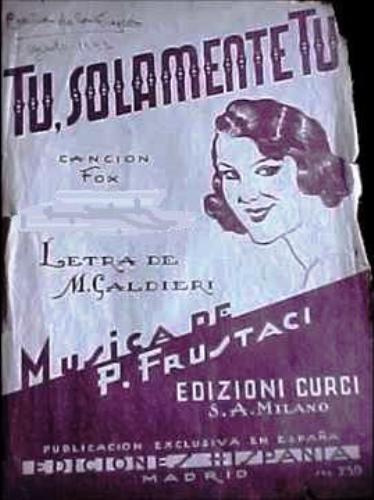 TU, SOLAMENTE TU
CANCION
FOX
LETRA DE
M. GALDIERI
MUSICA DE
P. FRUSTACI
EDIZIONI CURCI
S. A. MILANO
PUBLICACION EXCLUSIVA EN ESPAÑA
EDICIONES HISPANIA
MADRID